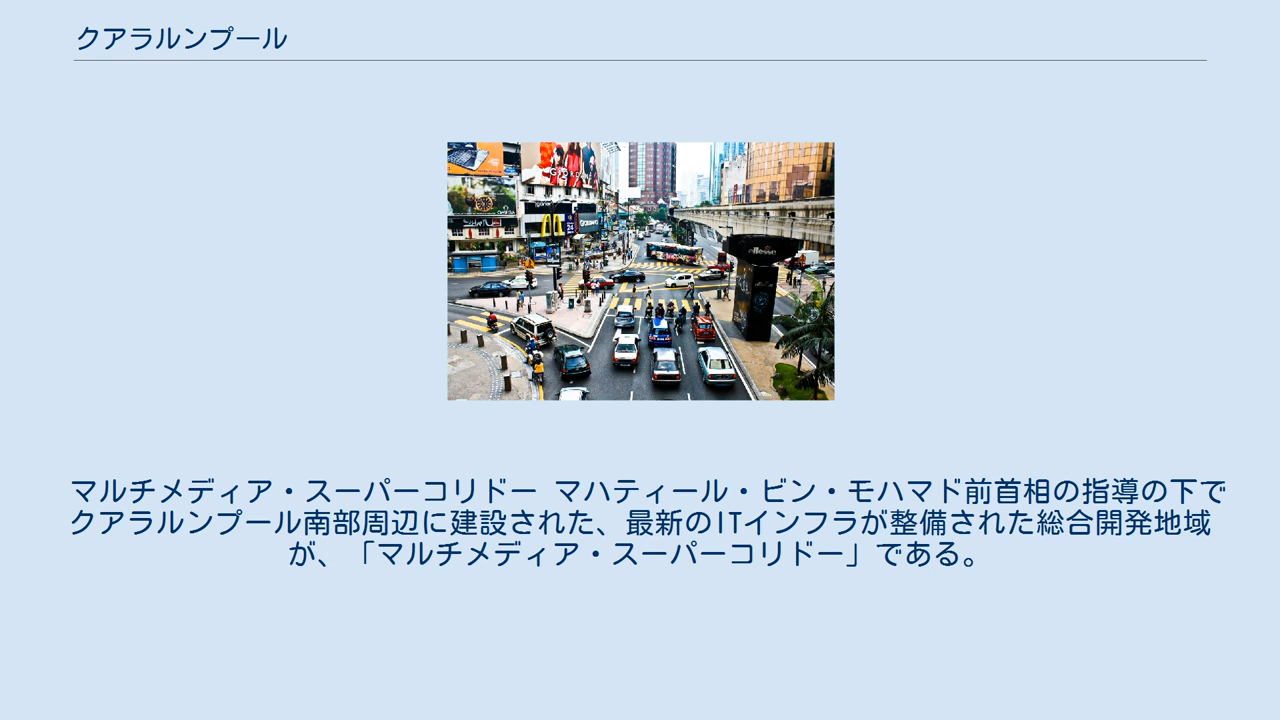 クアラルンプール
GIORDANO
ellesse
マルチメディア・スーパーコリドー マハティール・ビン・モハマド前首相の指導の下で
クアラルンプール南部周辺に建設された、最新のITインフラが整備された総合開発地域
が、「マルチメディア・スーパーコリドー」である。